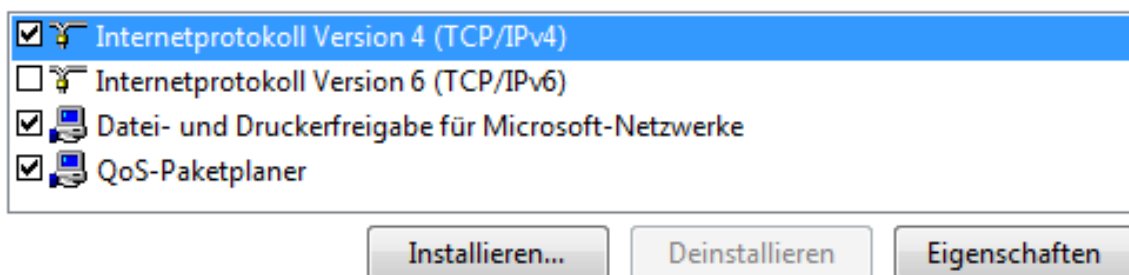 Internetprotokoll Version 4 (TCP/IPv4)
Internetprotokoll Version 6 (TCP/IPv6)
Datei- und Druckerfreigabe für Microsoft-Netzwerke
QoS-Paketplaner
Installieren... Deinstallieren Eigenschaften